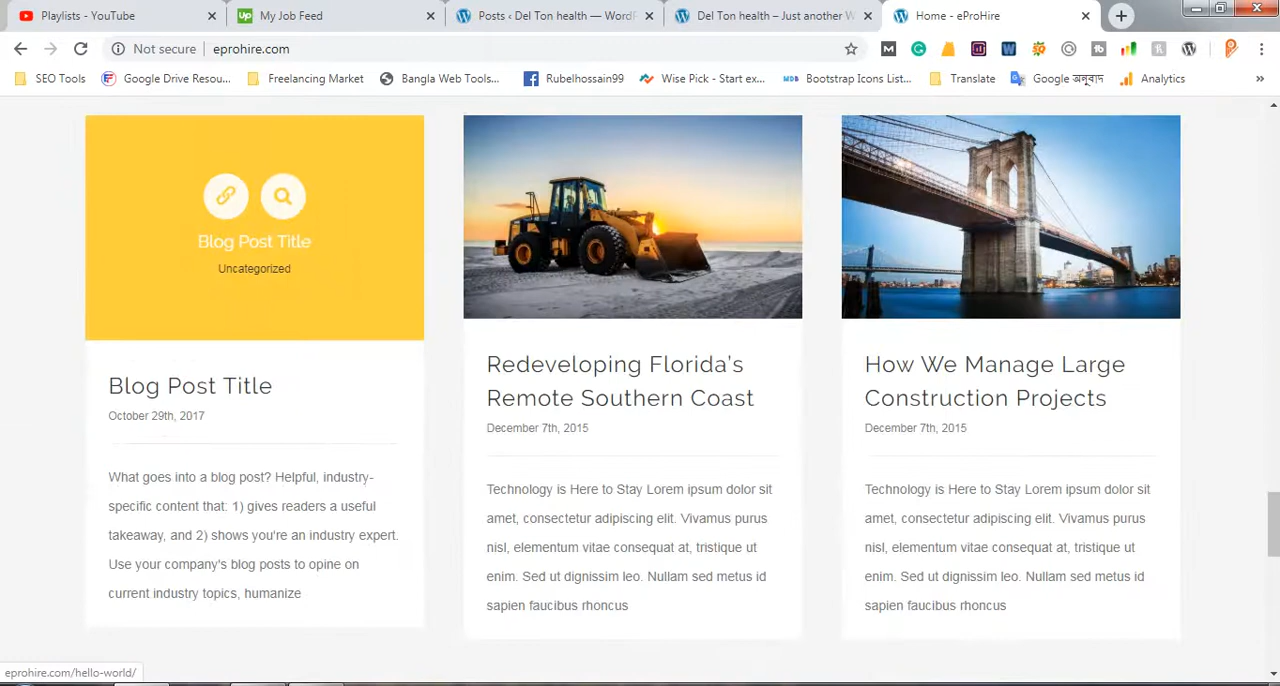 Playlists - YouTube
My Job Feed
Posts ‹ Del Ton health — WordF
Del Ton health – Just another W
Home - eProHire
Not secure
eprohire.com
SEO Tools
Google Drive Resou...
Freelancing Market
Bangla Web Tools...
Rubelhossain99
Wise Pick - Start ex...
Bootstrap Icons List...
Translate
Google অনুবাদ
Analytics
»
Blog Post Title
Uncategorized
Blog Post Title
October 29th, 2017
What goes into a blog post? Helpful, industry-
specific content that: 1) gives readers a useful
takeaway, and 2) shows you're an industry expert.
Use your company's blog posts to opine on
current industry topics, humanize
Redeveloping Florida's
Remote Southern Coast
December 7th, 2015
Technology is Here to Stay Lorem ipsum dolor sit
amet, consectetur adipiscing elit. Vivamus purus
nisl, elementum vitae consequat at, tristique ut
enim. Sed ut dignissim leo. Nullam sed metus id
sapien faucibus rhoncus
How We Manage Large
Construction Projects
December 7th, 2015
Technology is Here to Stay Lorem ipsum dolor sit
amet, consectetur adipiscing elit. Vivamus purus
nisl, elementum vitae consequat at, tristique ut
enim. Sed ut dignissim leo. Nullam sed metus id
sapien faucibus rhoncus
eprohire.com/hello-world/